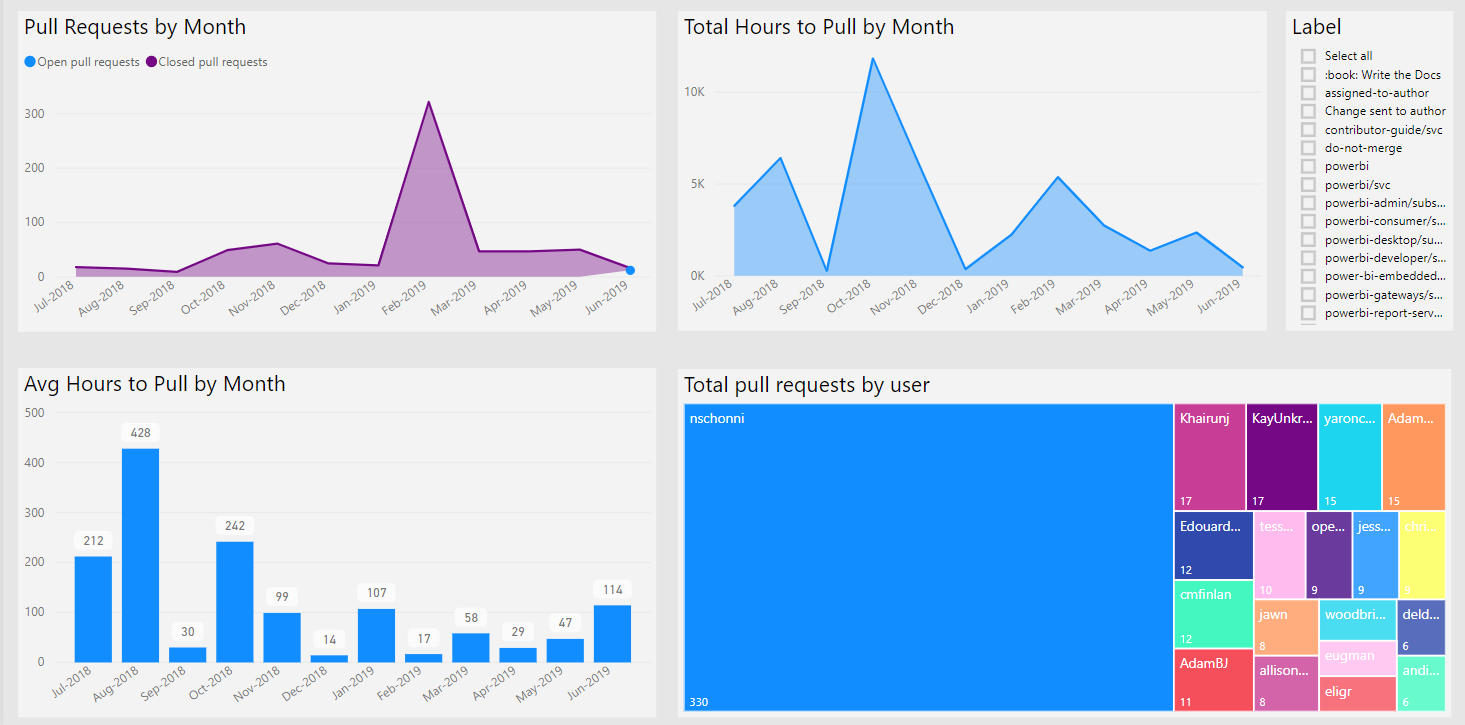 Pull Requests by Month
Open pull requests Closed pull requests
300
200
100
0
Jul-2018
Aug-2018
Sep-2018
Oct-2018
Nov-2018
Dec-2018
Jan-2019
Feb-2019
Mar-2019
Apr-2019
May-2019
Jun-2019
Total Hours to Pull by Month
10K
5K
0K
Jul-2018
Aug-2018
Sep-2018
Oct-2018
Nov-2018
Dec-2018
Jan-2019
Feb-2019
Mar-2019
Apr-2019
May-2019
Jun-2019
Label
Select all
:book: Write the Docs
assigned-to-author
Change sent to author
contributor-guide/svc
do-not-merge
powerbi
powerbi/svc
powerbi-admin/subs...
powerbi-consumer/s...
powerbi-desktop/su...
powerbi-developer/s...
power-bi-embedded...
powerbi-gateways/s...
powerbi-report-serv...
Avg Hours to Pull by Month
500
400
300
200
100
0
212
428
30
242
99
14
107
17
58
29
47
114
Jul-2018
Aug-2018
Sep-2018
Oct-2018
Nov-2018
Dec-2018
Jan-2019
Feb-2019
Mar-2019
Apr-2019
May-2019
Jun-2019
Total pull requests by user
nschonni
330
Khairunj
17
KayUnkr...
17
yaronc...
15
Adam...
15
Edouard...
12
cmfinlan
12
AdamBJ
11
tess...
10
ope...
9
jess...
9
chri...
9
jawn
8
allison...
8
woodbri...
eugman
eligr
deld...
6
andi...
6